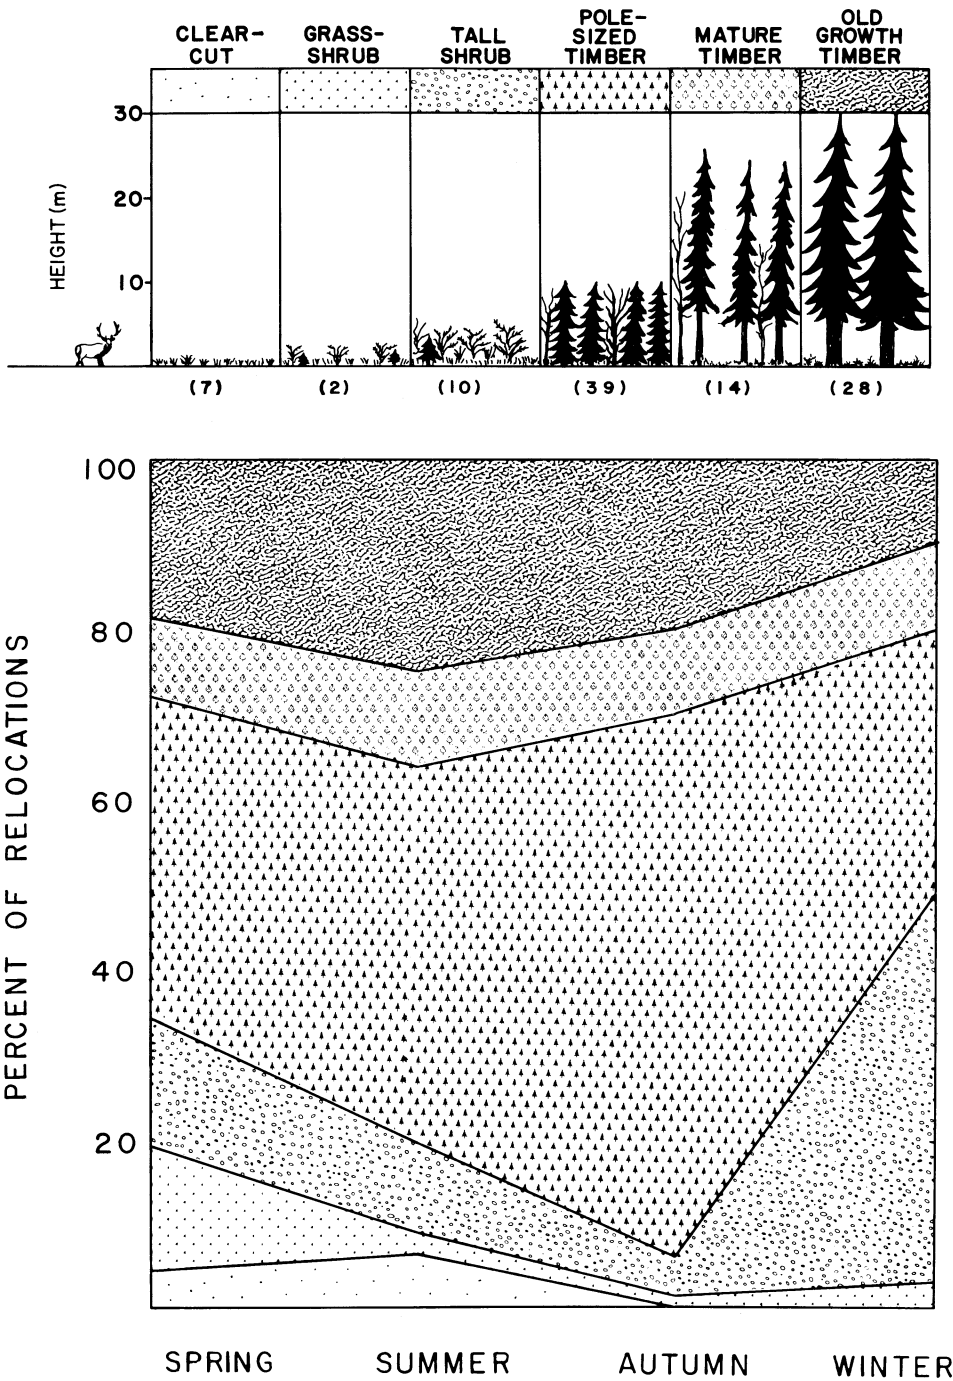 CLEAR-
CUT
GRASS-
SHRUB
TALL
SHRUB
POLE-
SIZED
TIMBER
MATURE
TIMBER
OLD
GROWTH
TIMBER
30
20
10
HEIGHT (m)
(7) (2) (10) (39) (14) (28)
100
80
60
40
20
PERCENT OF RELOCATIONS
SPRING SUMMER AUTUMN WINTER